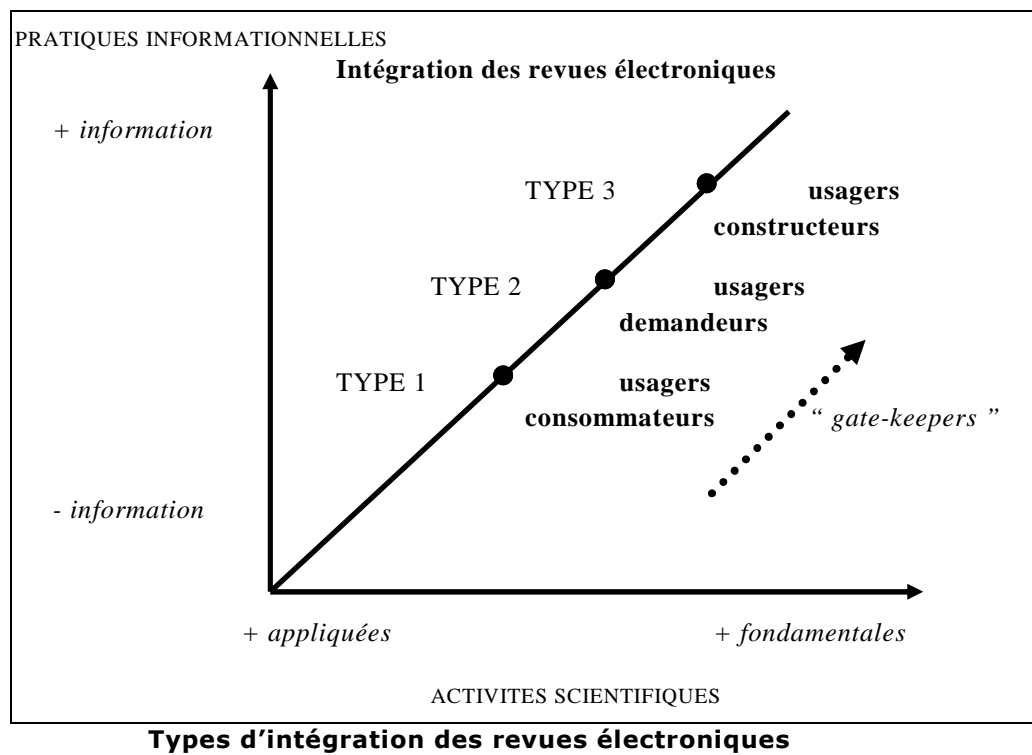 PRATIQUES INFORMATIONNELLES
Intégration des revues électroniques
+ information
TYPE 3
usagers
constructeurs
TYPE 2
usagers
demandeurs
TYPE 1
usagers
consommateurs
“ gate-keepers ”
- information
+ appliquées
+ fondamentales
ACTIVITES SCIENTIFIQUES
Types d’intégration des revues électroniques